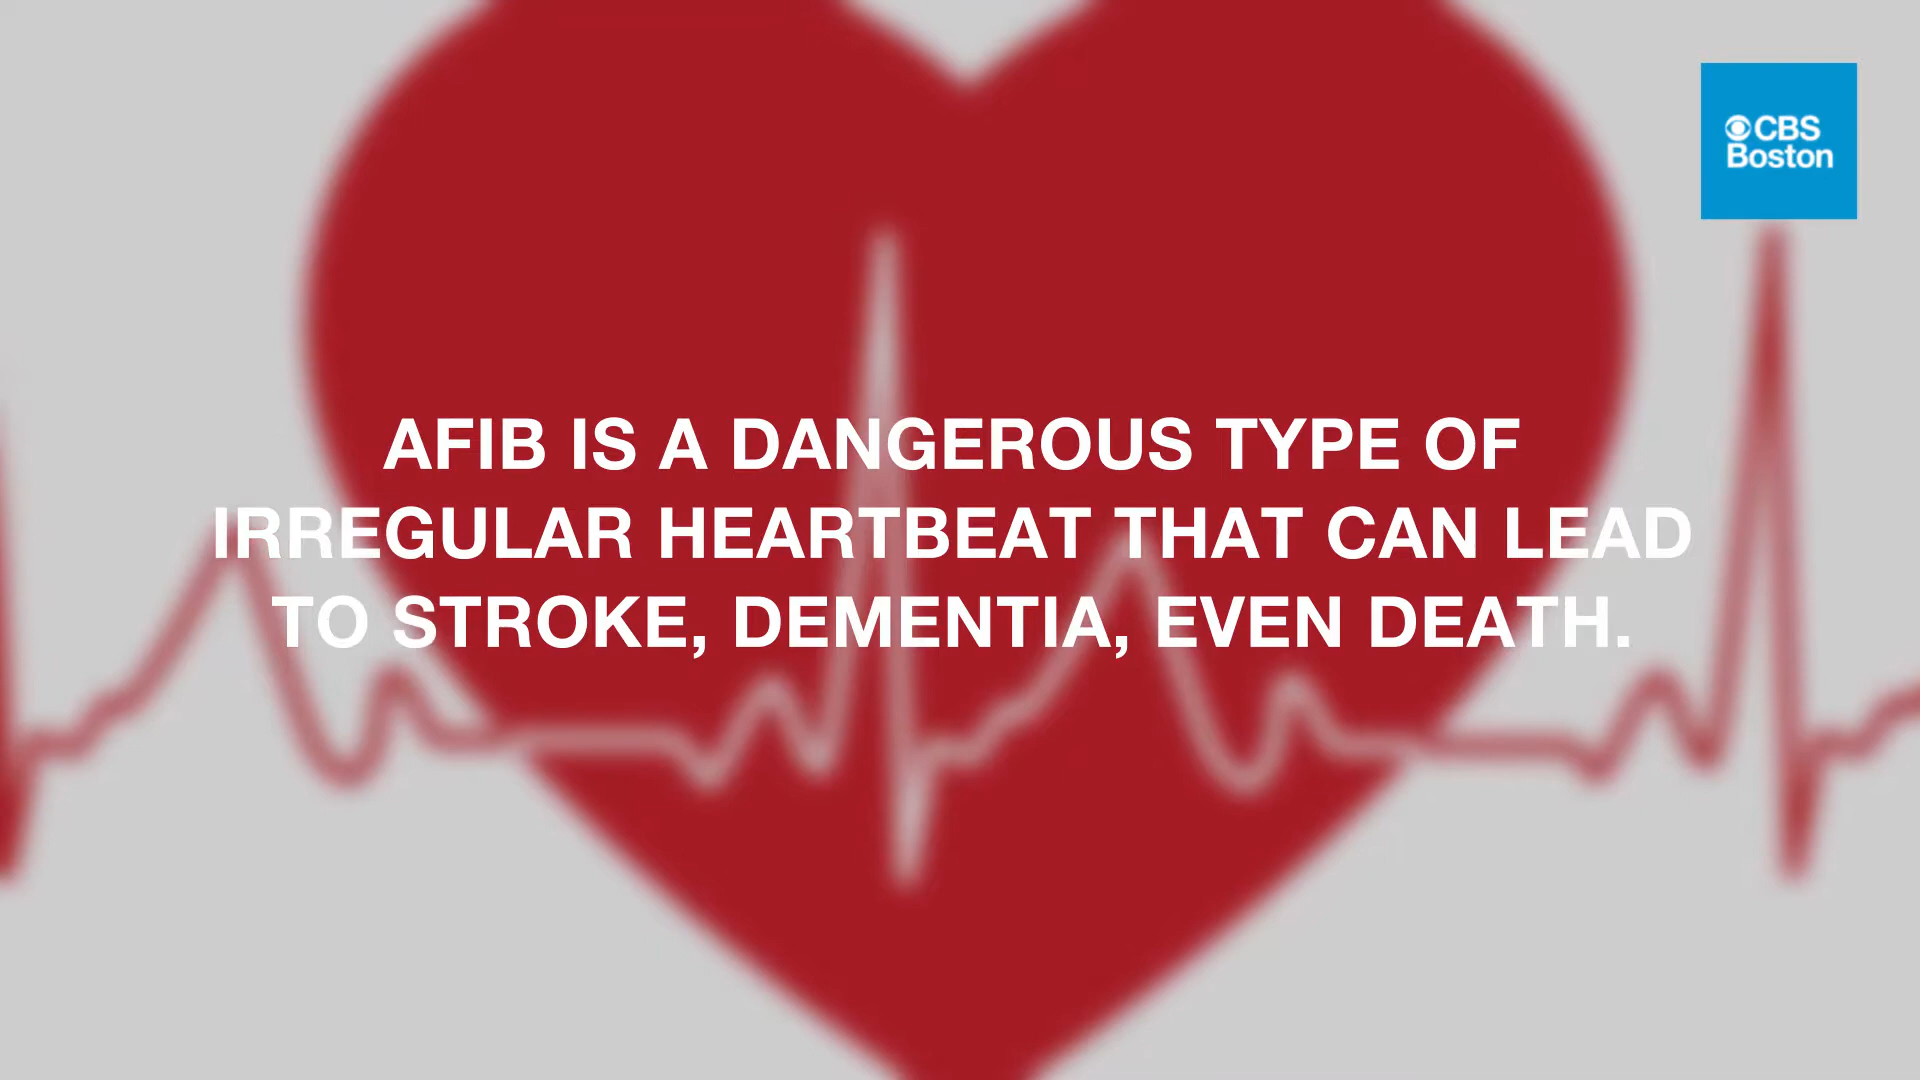 CBS
Boston
AFIB IS A DANGEROUS TYPE OF
IRREGULAR HEARTBEAT THAT CAN LEAD
TO STROKE, DEMENTIA, EVEN DEATH.